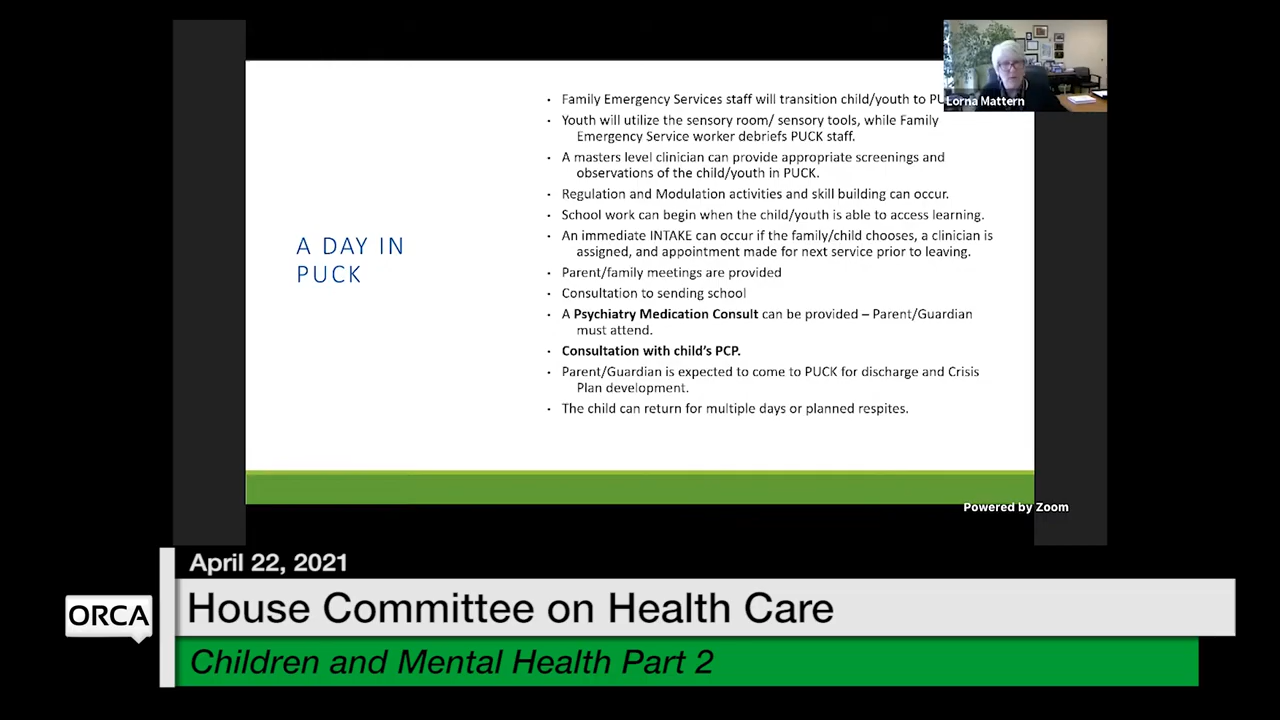 Lorna Mattern
A DAY IN
PUCK
• Family Emergency Services staff will transition child/youth to
• Youth will utilize the sensory room/ sensory tools, while Family
Emergency Service worker debriefs PUCK staff.
• A masters level clinician can provide appropriate screenings and
observations of the child/youth in PUCK.
• Regulation and Modulation activities and skill building can occur.
• School work can begin when the child/youth is able to access learning.
• An immediate INTAKE can occur if the family/child chooses, a clinician is
assigned, and appointment made for next service prior to leaving.
• Parent/family meetings are provided
• Consultation to sending school
• A Psychiatry Medication Consult can be provided – Parent/Guardian
must attend.
• Consultation with child's PCP.
• Parent/Guardian is expected to come to PUCK for discharge and Crisis
Plan development.
• The child can return for multiple days or planned respites.
Powered by Zoom
April 22, 2021
ORCA
House Committee on Health Care
Children and Mental Health Part 2